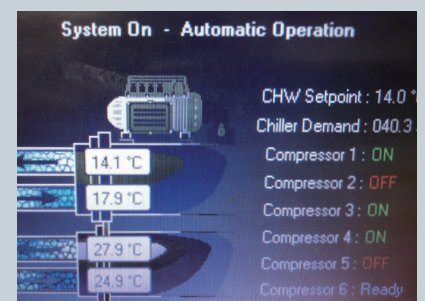 System On - Automatic Operation
CHW Setpoint : 14.0 °
Chiller Demand : 040.3
14.1 °C
Compressor 1 : ON
17.9 °C
Compressor 2 : OFF
Compressor 3 : ON
27.9 °C
Compressor 4 : ON
Compressor 5 : OFF
24.9 °C
Compressor 6 : Ready